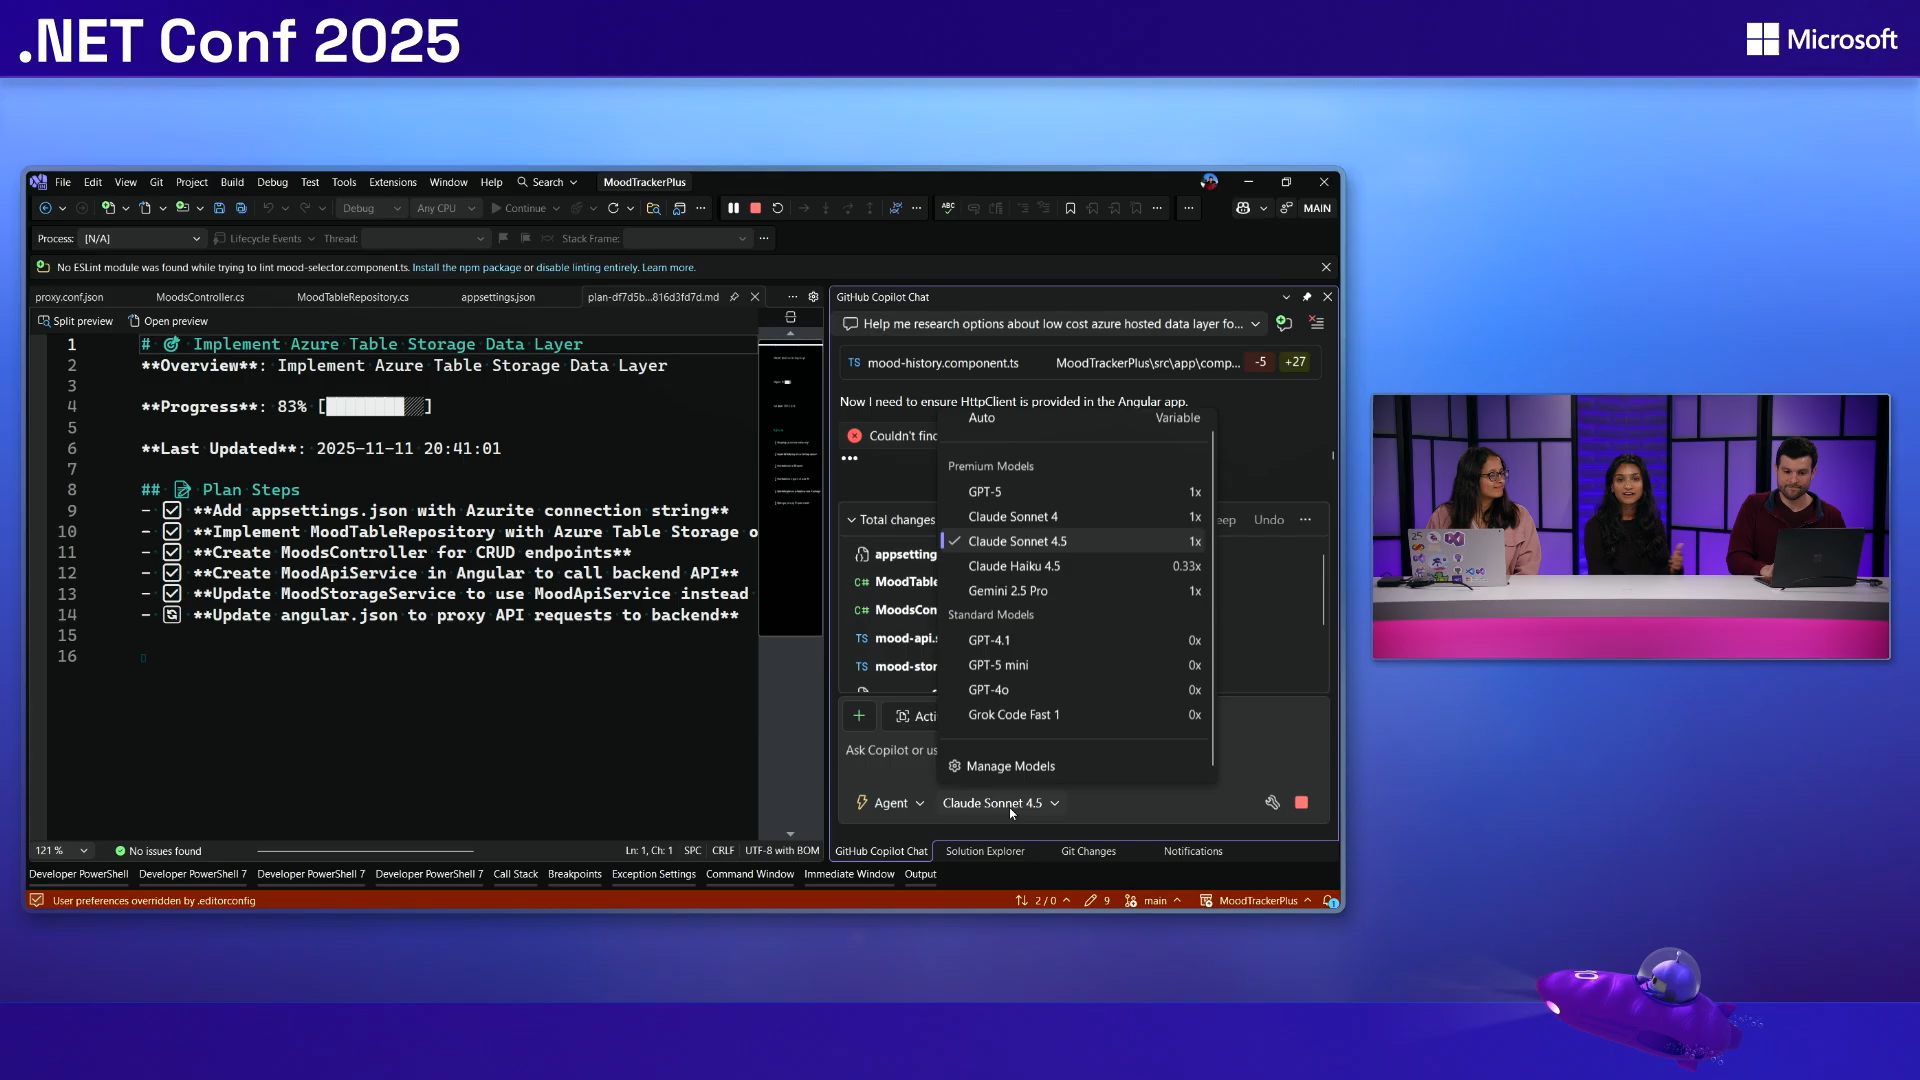 .NET Conf 2025
Microsoft
File Edit View Git Project Build Debug Test Tools Extensions Window Help Search MoodTrackerPlus
Debug Any CPU Continue MAIN
Process: [N/A] Lifecycle Events Thread: Stack Frame:
No ESLint module was found while trying to lint mood-selector.component.ts. Install the npm package or disable linting entirely. Learn more.
proxy.conf.json MoodsController.cs MoodTableRepository.cs appsettings.json plan-df7d5b...816d3fd7d.md
Split preview Open preview
1 # Implement Azure Table Storage Data Layer
2 **Overview**: Implement Azure Table Storage Data Layer
3
4 **Progress**: 83% [ ]
5
6 **Last Updated**: 2025-11-11 20:41:01
7
8 ## Plan Steps
9 - **Add appsettings.json with Azurite connection string**
10 - **Implement MoodTableRepository with Azure Table Storage o
11 - **Create MoodsController for CRUD endpoints**
12 - **Create MoodApiService in Angular to call backend API**
13 - **Update MoodStorageService to use MoodApiService instead
14 - **Update angular.json to proxy API requests to backend**
15
16
121 % No issues found Ln: 1, Ch: 1 SPC CRLF UTF-8 with BOM
GitHub Copilot Chat
Help me research options about low cost azure hosted data layer fo...
TS mood-history.component.ts MoodTrackerPlus\src\app\comp... -5 +27
Now I need to ensure HttpClient is provided in the Angular app.
Couldn't finc
Total changes eep Undo
appsetting
C# MoodTable
C# MoodsCon
TS mood-api.s
TS mood-stor
Auto Variable
Premium Models
GPT-5 1x
Claude Sonnet 4 1x
Claude Sonnet 4.5 1x
Claude Haiku 4.5 0.33x
Gemini 2.5 Pro 1x
Standard Models
GPT-4.1 0x
GPT-5 mini 0x
GPT-4o 0x
Grok Code Fast 1 0x
Manage Models
Acti
Ask Copilot or us
Agent Claude Sonnet 4.5
GitHub Copilot Chat Solution Explorer Git Changes Notifications
Developer PowerShell Developer PowerShell 7 Developer PowerShell 7 Developer PowerShell 7 Call Stack Breakpoints Exception Settings Command Window Immediate Window Output
User preferences overridden by .editorconfig 2 / 0 9 main MoodTrackerPlus 1